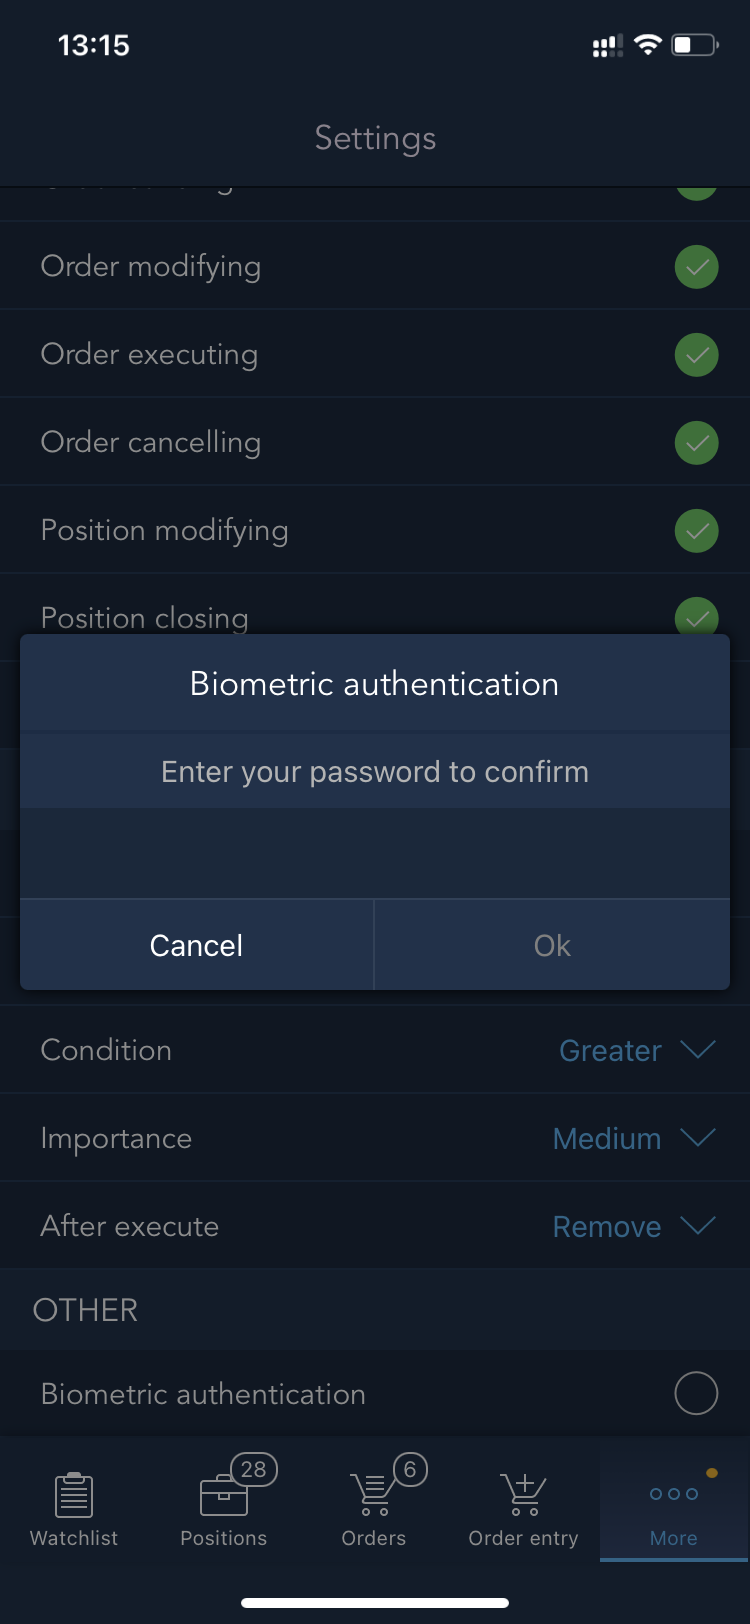 13:15
Settings
Order modifying
Order executing
Order cancelling
Position modifying
Position closing
Biometric authentication
Enter your password to confirm
Cancel
Ok
Condition
Greater
Importance
Medium
After execute
Remove
OTHER
Biometric authentication
28
6
Watchlist
Positions
Orders
Order entry
More